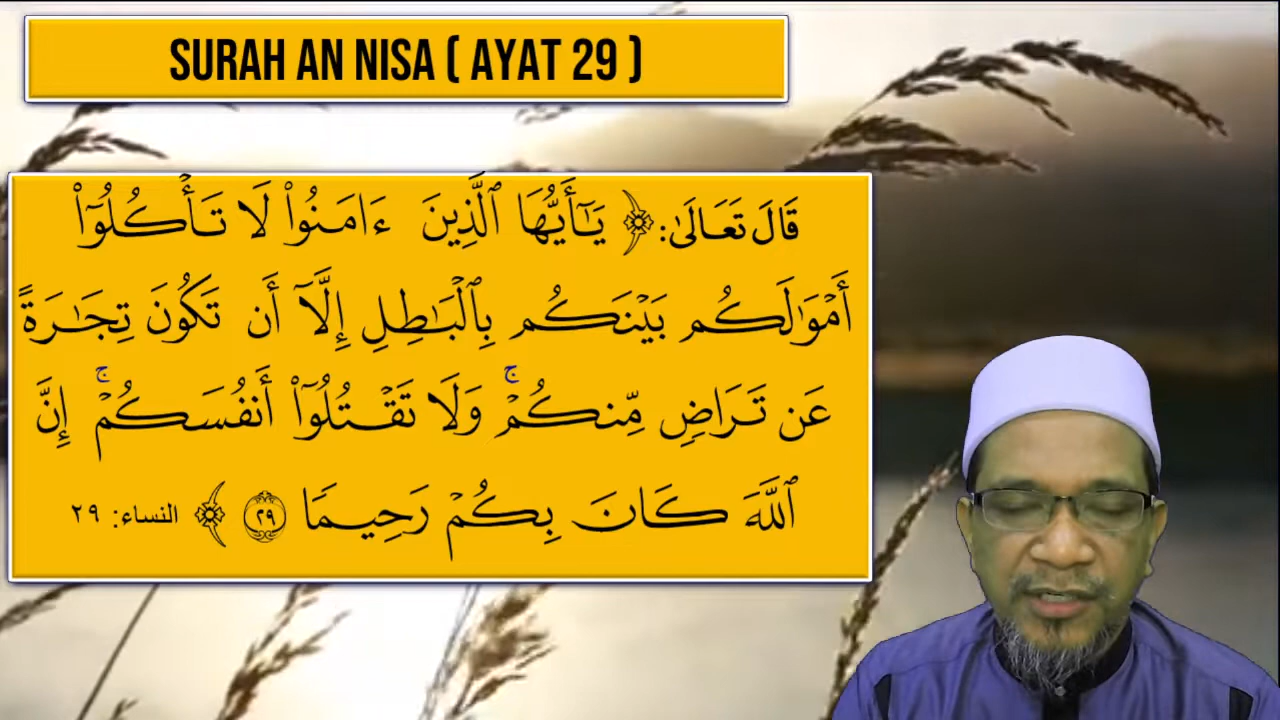 SURAH AN NISA ( AYAT 29 )
قَالَ تَعَالَىٰ: ﴿ يَـٰٓأَيُّهَا ٱلَّذِينَ ءَامَنُوا۟ لَا تَأْكُلُوٓا۟
أَمْوَٰلَكُم بَيْنَكُم بِٱلْبَـٰطِلِ إِلَّآ أَن تَكُونَ تِجَـٰرَةً
عَن تَرَاضٍ مِّنكُمْ ۚ وَلَا تَقْتُلُوٓا۟ أَنفُسَكُمْ ۚ إِنَّ
ٱللَّهَ كَانَ بِكُمْ رَحِيمًا ٢٩ ﴾ النساء: ٢٩